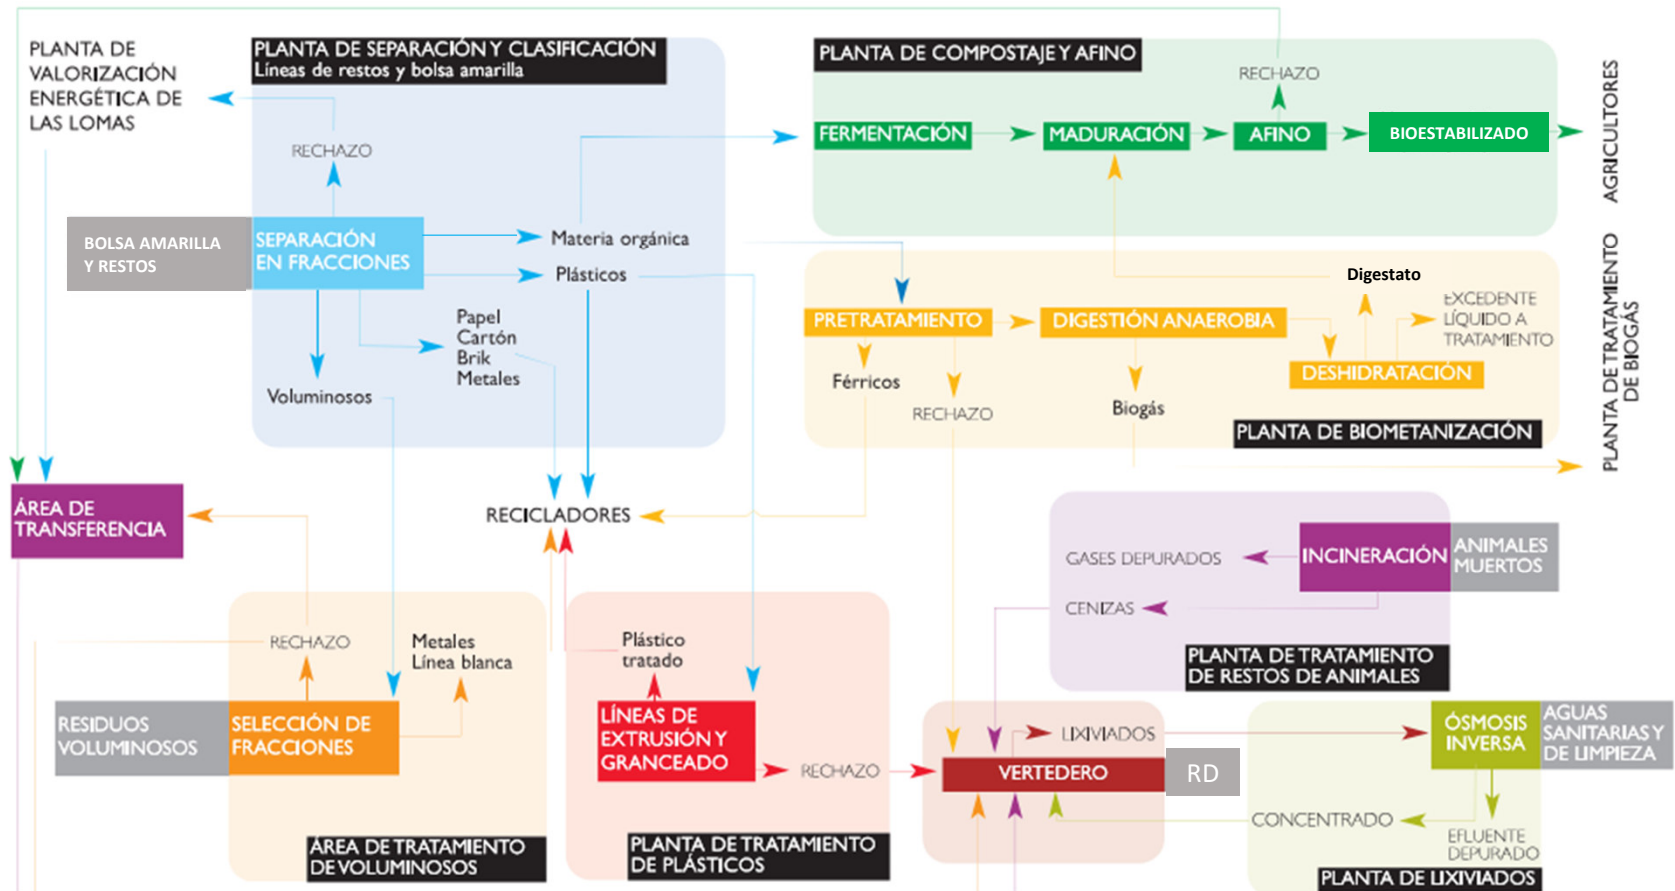 PLANTA DE
VALORIZACIÓN
ENERGÉTICA DE
LAS LOMAS
PLANTA DE SEPARACIÓN Y CLASIFICACIÓN
Líneas de restos y bolsa amarilla
RECHAZO
BOLSA AMARILLA
Y RESTOS
SEPARACIÓN
EN FRACCIONES
Materia orgánica
Plásticos
Papel
Cartón
Brik
Metales
Voluminosos
PLANTA DE COMPOSTAJE Y AFINO
RECHAZO
FERMENTACIÓN
MADURACIÓN
AFINO
BIOESTABILIZADO
AGRICULTORES
Digestato
PRETRATAMIENTO
DIGESTIÓN ANAEROBIA
EXCEDENTE
LÍQUIDO A
TRATAMIENTO
DESHIDRATACIÓN
Férricos
RECHAZO
Biogás
PLANTA DE BIOMETANIZACIÓN
PLANTA DE TRATAMIENTO
DE BIOGÁS
ÁREA DE
TRANSFERENCIA
RECICLADORES
GASES DEPURADOS
INCINERACIÓN
ANIMALES
MUERTOS
CENIZAS
PLANTA DE TRATAMIENTO
DE RESTOS DE ANIMALES
RECHAZO
Metales
Línea blanca
RESIDUOS
VOLUMINOSOS
SELECCIÓN DE
FRACCIONES
ÁREA DE TRATAMIENTO
DE VOLUMINOSOS
Plástico
tratado
LÍNEAS DE
EXTRUSIÓN Y
GRANCEADO
RECHAZO
PLANTA DE TRATAMIENTO
DE PLÁSTICOS
LIXIVIADOS
VERTEDERO
RD
ÓSMOSIS
INVERSA
AGUAS
SANITARIAS Y
DE LIMPIEZA
CONCENTRADO
EFLUENTE
DEPURADO
PLANTA DE LIXIVIADOS